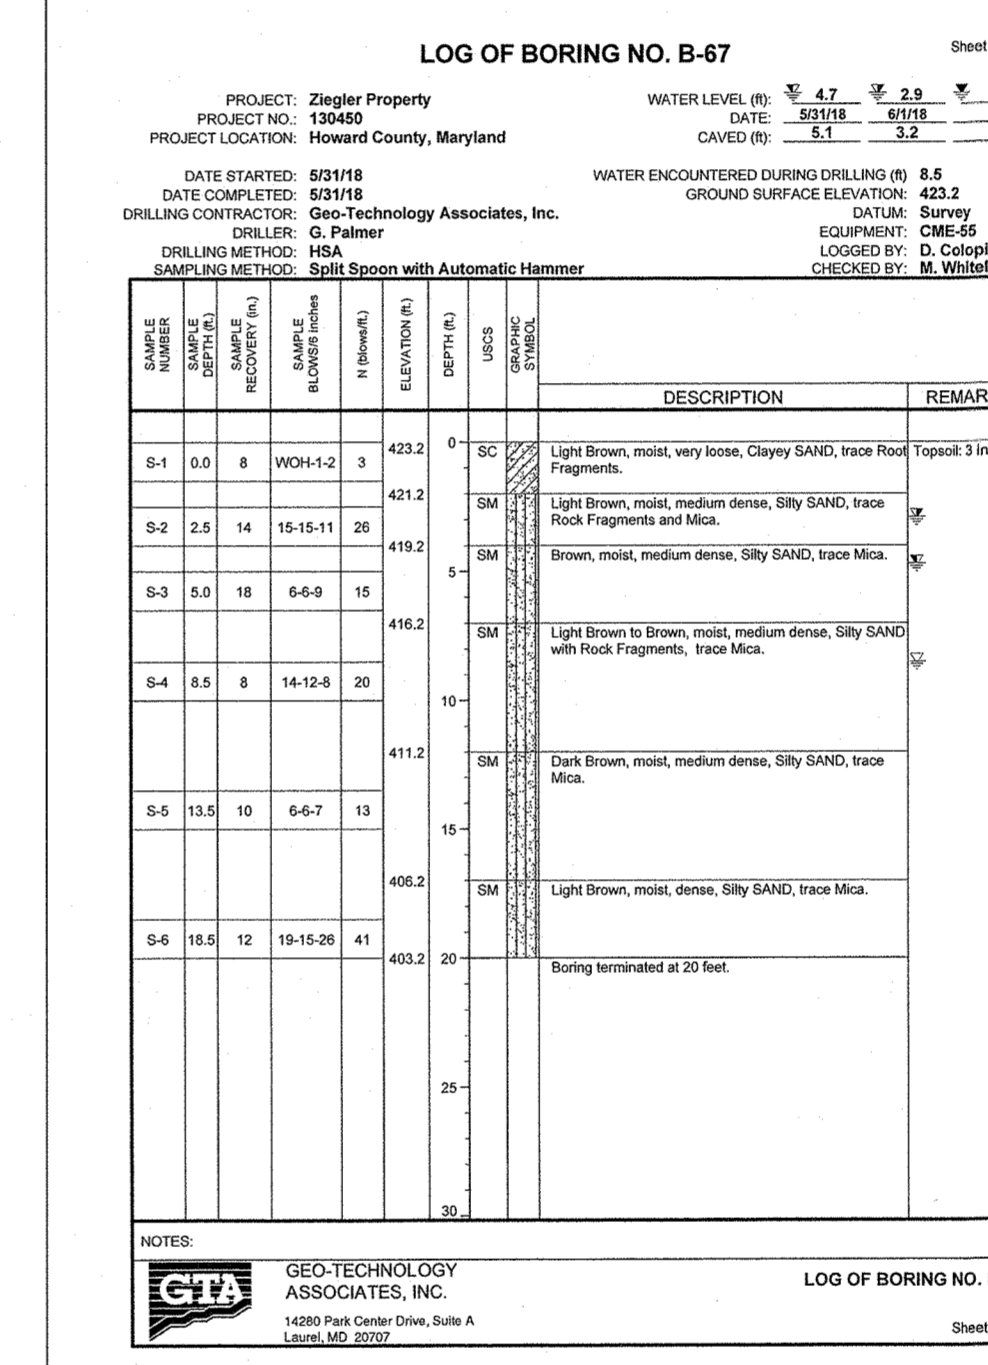 LOG OF BORING NO. B-67
Sheet
PROJECT: Ziegler Property
PROJECT NO.: 130450
PROJECT LOCATION: Howard County, Maryland
WATER LEVEL (ft): 4.7 2.9
DATE: 5/31/18 6/1/18
CAVED (ft): 5.1 3.2
DATE STARTED: 5/31/18
DATE COMPLETED: 5/31/18
DRILLING CONTRACTOR: Geo-Technology Associates, Inc.
DRILLER: G. Palmer
DRILLING METHOD: HSA
SAMPLING METHOD: Split Spoon with Automatic Hammer
WATER ENCOUNTERED DURING DRILLING (ft) 8.5
GROUND SURFACE ELEVATION: 423.2
DATUM: Survey
EQUIPMENT: CME-55
LOGGED BY: D. Colopi
CHECKED BY: M. Whitef
SAMPLE NUMBER
SAMPLE DEPTH (ft.)
SAMPLE RECOVERY (in.)
SAMPLE BLOWS/6 inches
N (blows/ft.)
ELEVATION (ft.)
DEPTH (ft.)
USCS
GRAPHIC SYMBOL
DESCRIPTION
REMAR
423.2 0 SC Light Brown, moist, very loose, Clayey SAND, trace Root Topsoil: 3 in
S-1 0.0 8 WOH-1-2 3 Fragments.
421.2 SM Light Brown, moist, medium dense, Silty SAND, trace
S-2 2.5 14 15-15-11 26 Rock Fragments and Mica.
419.2 SM Brown, moist, medium dense, Silty SAND, trace Mica.
5
S-3 5.0 18 6-6-9 15
416.2 SM Light Brown to Brown, moist, medium dense, Silty SAND
with Rock Fragments, trace Mica.
S-4 8.5 8 14-12-8 20
10
411.2 SM Dark Brown, moist, medium dense, Silty SAND, trace
Mica.
S-5 13.5 10 6-6-7 13
15
406.2 SM Light Brown, moist, dense, Silty SAND, trace Mica.
S-6 18.5 12 19-15-26 41
403.2 20 Boring terminated at 20 feet.
25
30
NOTES:
GTA
GEO-TECHNOLOGY
ASSOCIATES, INC.
14280 Park Center Drive, Suite A
Laurel, MD 20707
LOG OF BORING NO.
Sheet